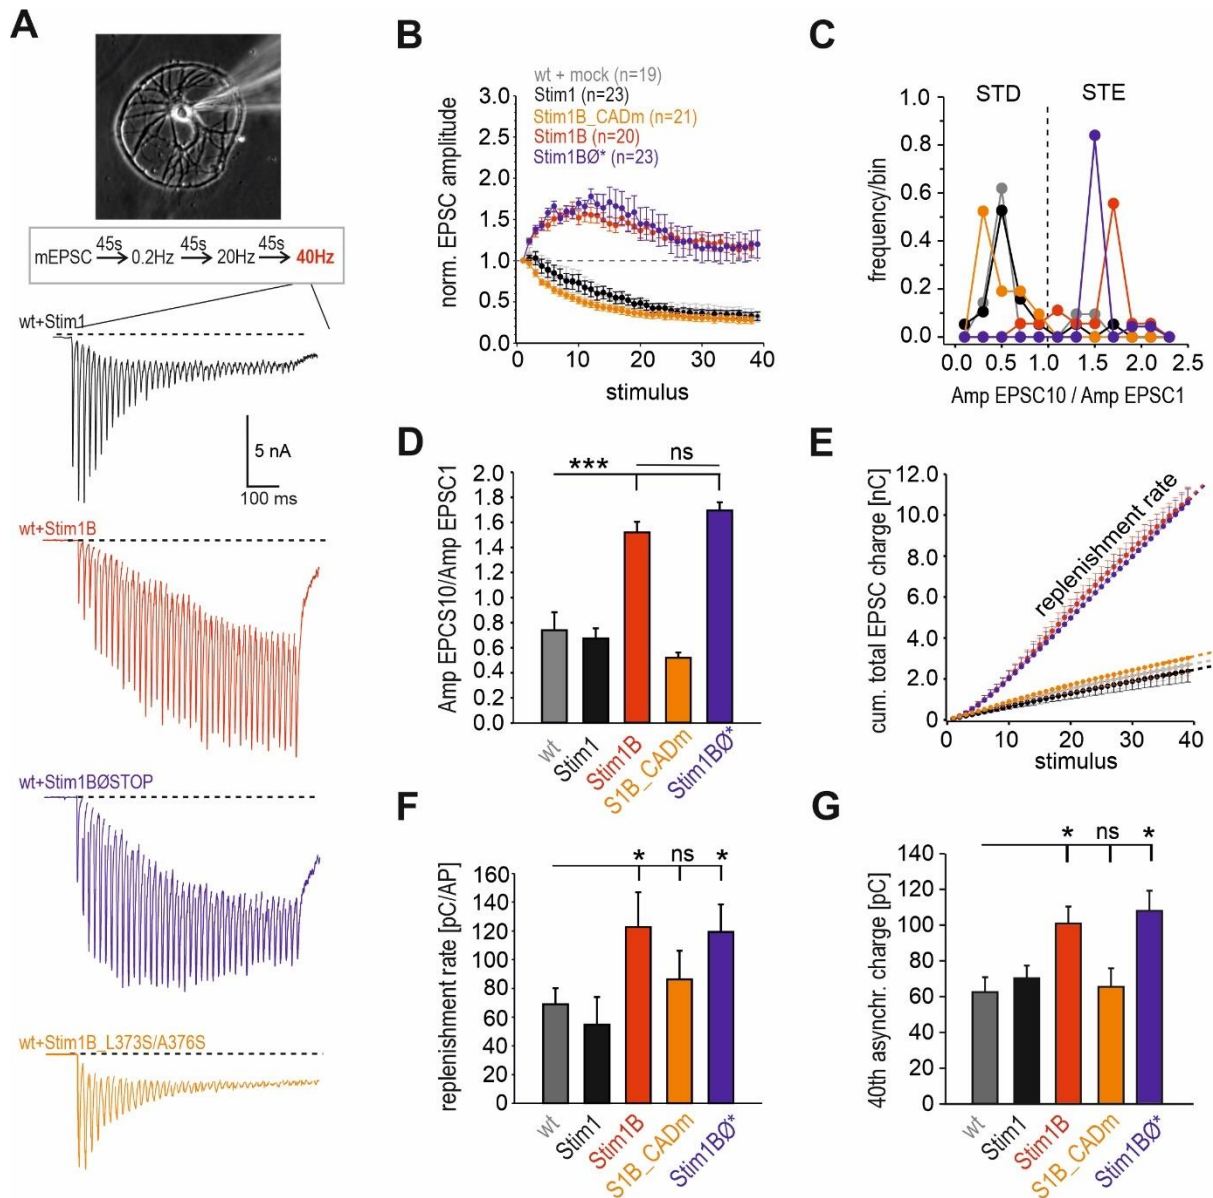 A
mEPSC 45s 0.2Hz 45s 20Hz 45s 40Hz
wt+Stim1
5 nA
100 ms
wt+Stim1B
wt+Stim1BØSTOP
wt+Stim1B_L373S/A376S
B
wt + mock (n=19)
Stim1 (n=23)
Stim1B_CADm (n=21)
Stim1B (n=20)
Stim1BØ* (n=23)
norm. EPSC amplitude
3.0
2.5
2.0
1.5
1.0
0.5
0.0
0 10 20 30 40
stimulus
C
STD STE
frequency/bin
1.0
0.8
0.6
0.4
0.2
0.0
0.0 0.5 1.0 1.5 2.0 2.5
Amp EPSC10 / Amp EPSC1
D
*** ns
Amp EPCS10/Amp EPSC1
2.0
1.8
1.6
1.4
1.2
1.0
0.8
0.6
0.4
0.2
0.0
wt
Stim1
Stim1B
S1B_CADm
Stim1BØ*
E
cum. total EPSC charge [nC]
12.0
10.0
8.0
6.0
4.0
2.0
0
replenishment rate
0 10 20 30 40
stimulus
F
* ns *
replenishment rate [pC/AP]
160
140
120
100
80
60
40
20
0
wt
Stim1
Stim1B
S1B_CADm
Stim1BØ*
G
* ns *
40th asynchr. charge [pC]
140
120
100
80
60
40
20
0
wt
Stim1
Stim1B
S1B_CADm
Stim1BØ*